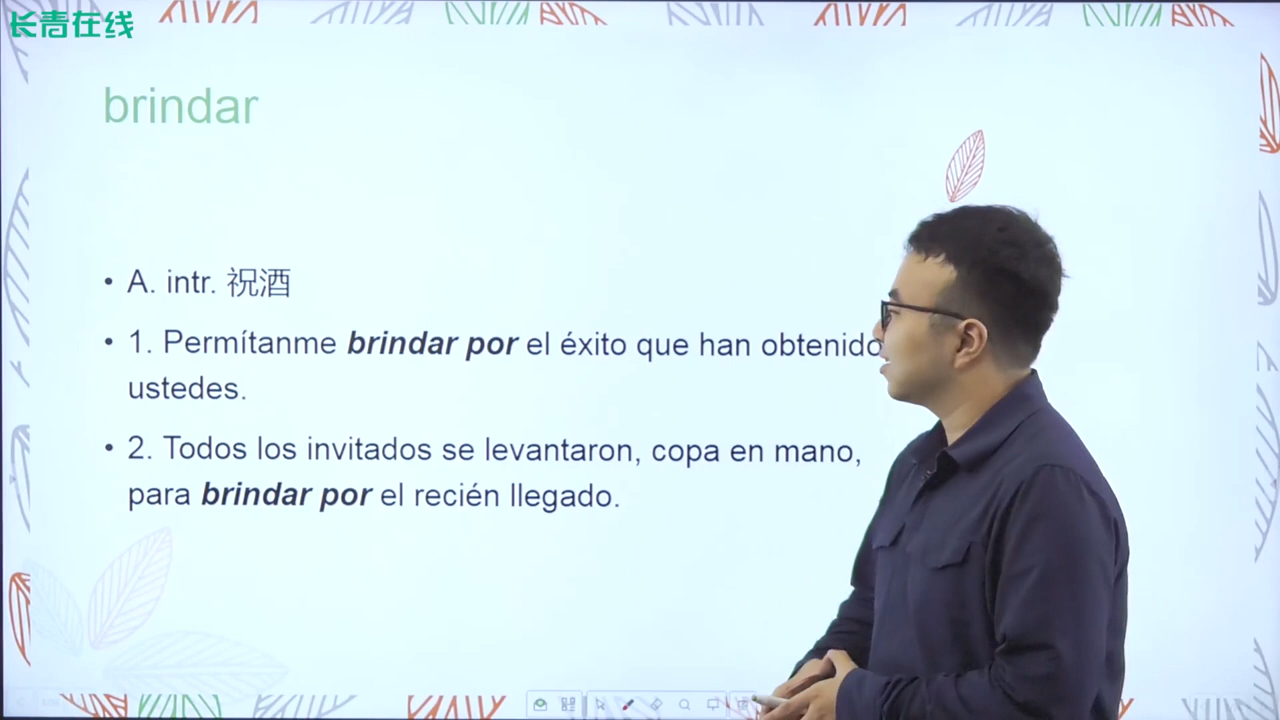 长青在线
brindar
• A. intr. 祝酒
• 1. Permítanme brindar por el éxito que han obtenido
ustedes.
• 2. Todos los invitados se levantaron, copa en mano,
para brindar por el recién llegado.